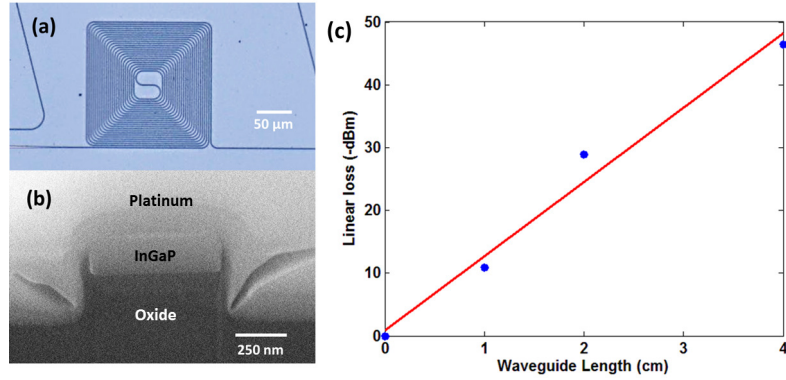 (a)
50 μm
(b)
Platinum
InGaP
Oxide
250 nm
(c)
-50
-40
-30
-20
-10
0
Linear loss (-dBm)
0 1 2 3 4
Waveguide Length (cm)